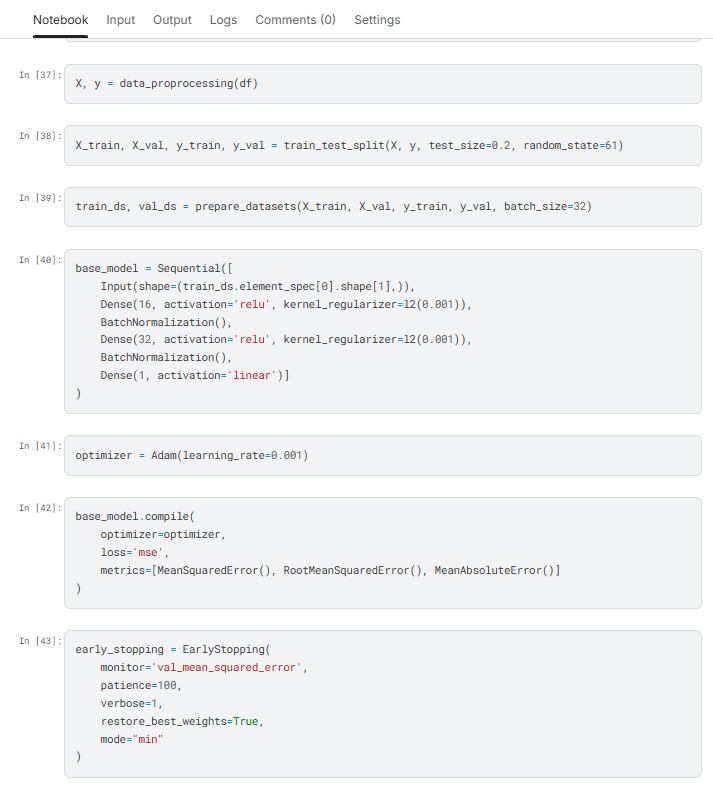 Notebook Input Output Logs Comments (0) Settings
In [37]:
X, y = data_proprocessing(df)
In [38]:
X_train, X_val, y_train, y_val = train_test_split(X, y, test_size=0.2, random_state=61)
In [39]:
train_ds, val_ds = prepare_datasets(X_train, X_val, y_train, y_val, batch_size=32)
In [40]:
base_model = Sequential([
    Input(shape=(train_ds.element_spec[0].shape[1],)),
    Dense(16, activation='relu', kernel_regularizer=l2(0.001)),
    BatchNormalization(),
    Dense(32, activation='relu', kernel_regularizer=l2(0.001)),
    BatchNormalization(),
    Dense(1, activation='linear')]
)
In [41]:
optimizer = Adam(learning_rate=0.001)
In [42]:
base_model.compile(
    optimizer=optimizer,
    loss='mse',
    metrics=[MeanSquaredError(), RootMeanSquaredError(), MeanAbsoluteError()]
)
In [43]:
early_stopping = EarlyStopping(
    monitor='val_mean_squared_error',
    patience=100,
    verbose=1,
    restore_best_weights=True,
    mode="min"
)